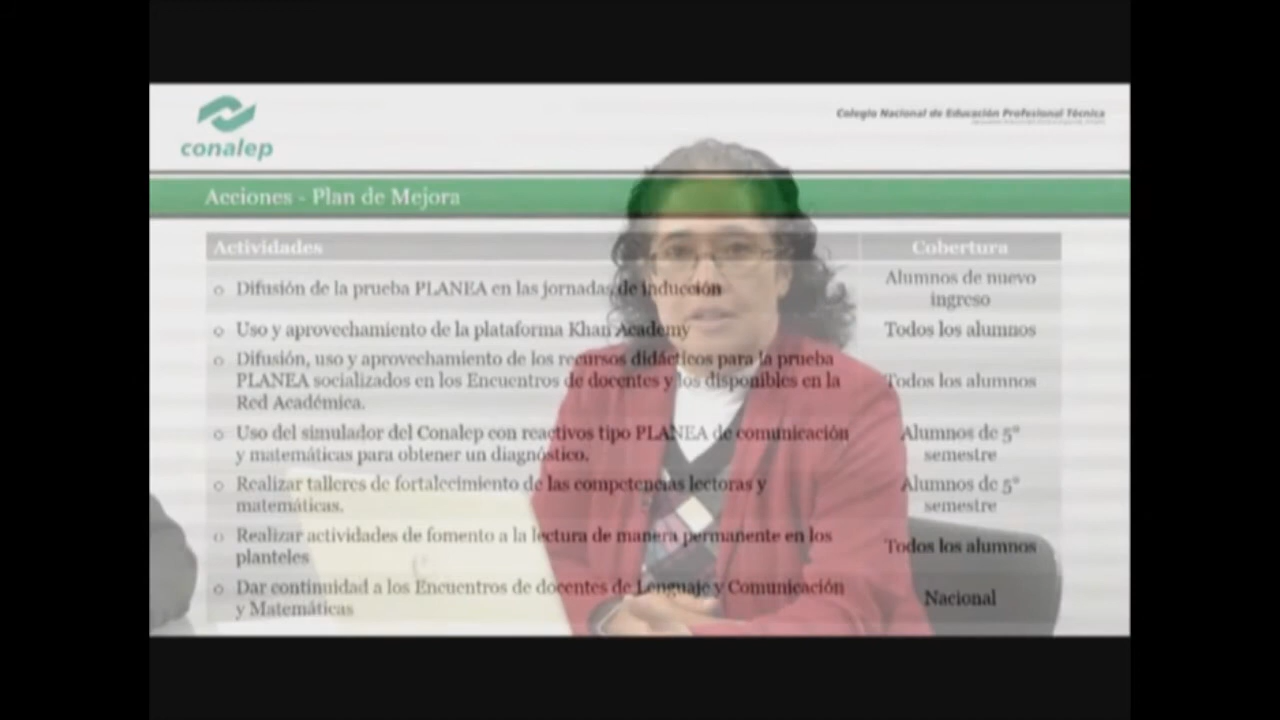 conalep
Colegio Nacional de Educación Profesional Técnica
Acciones - Plan de Mejora
Actividades
Cobertura
○ Difusión de la prueba PLANEA en las jornadas de inducción
Alumnos de nuevo
ingreso
○ Uso y aprovechamiento de la plataforma Khan Academy
Todos los alumnos
○ Difusión, uso y aprovechamiento de los recursos didácticos para la prueba
PLANEA socializados en los Encuentros de docentes y los disponibles en la
Red Académica.
Todos los alumnos
○ Uso del simulador del Conalep con reactivos tipo PLANEA de comunicación
y matemáticas para obtener un diagnóstico.
Alumnos de 5°
semestre
○ Realizar talleres de fortalecimiento de las competencias lectoras y
matemáticas.
Alumnos de 5°
semestre
○ Realizar actividades de fomento a la lectura de manera permanente en los
planteles
Todos los alumnos
○ Dar continuidad a los Encuentros de docentes de Lenguaje y Comunicación
y Matemáticas
Nacional